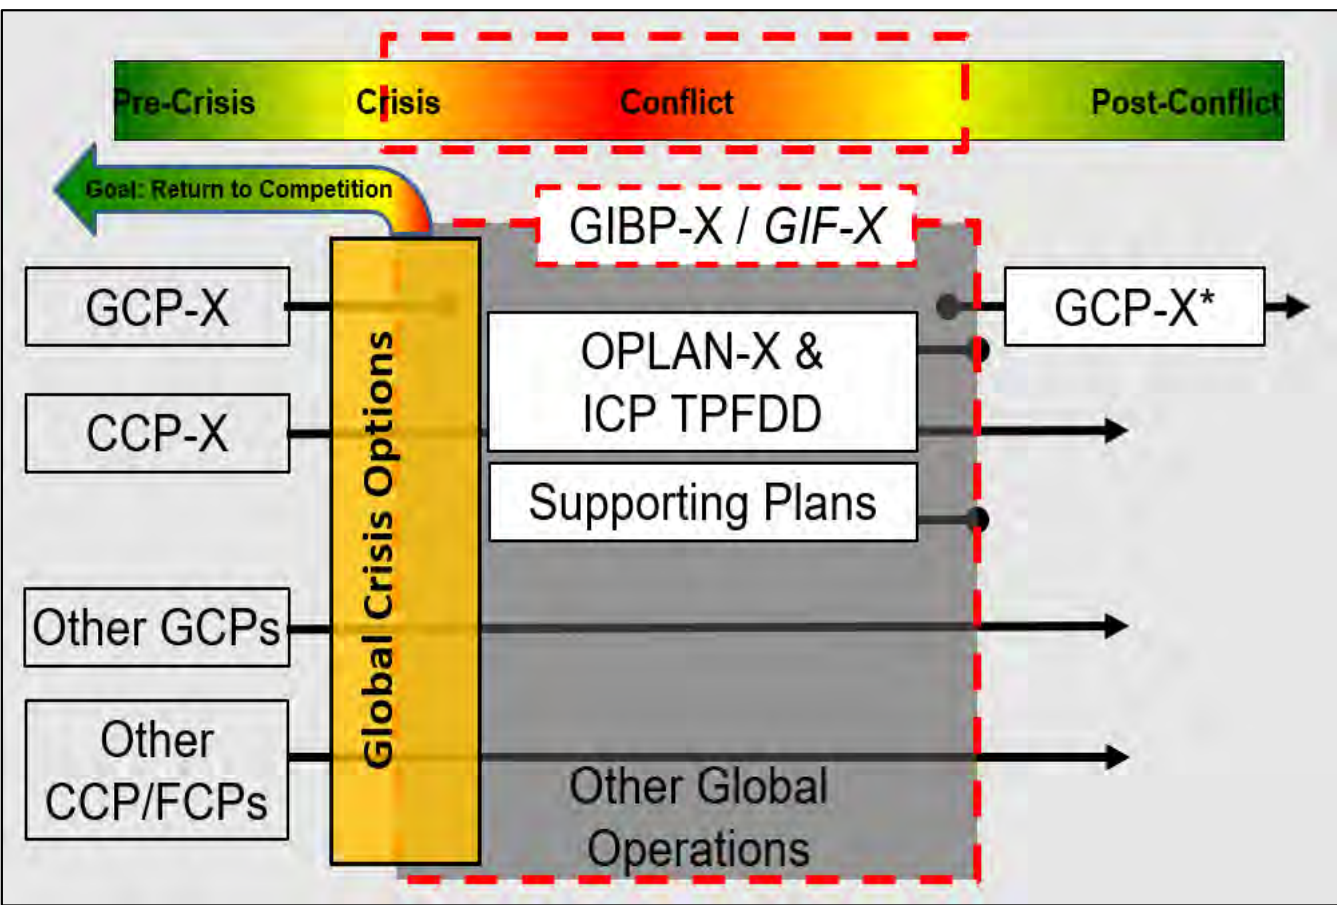 Pre-Crisis Crisis Conflict Post-Conflict
Goal: Return to Competition
GIBP-X / GIF-X
GCP-X
GCP-X*
OPLAN-X &
ICP TPFDD
CCP-X
Global Crisis Options
Supporting Plans
Other GCPs
Other
CCP/FCPs
Other Global
Operations